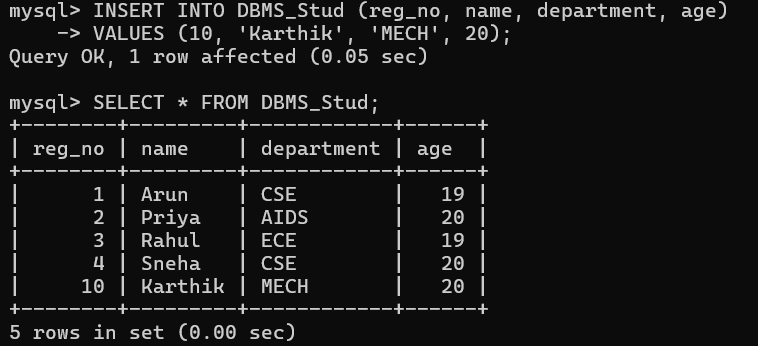 mysql> INSERT INTO DBMS_Stud (reg_no, name, department, age)
    -> VALUES (10, 'Karthik', 'MECH', 20);
Query OK, 1 row affected (0.05 sec)

mysql> SELECT * FROM DBMS_Stud;
+--------+---------+------------+------+
| reg_no | name    | department | age  |
+--------+---------+------------+------+
|      1 | Arun    | CSE        |   19 |
|      2 | Priya   | AIDS       |   20 |
|      3 | Rahul   | ECE        |   19 |
|      4 | Sneha   | CSE        |   20 |
|     10 | Karthik | MECH       |   20 |
+--------+---------+------------+------+
5 rows in set (0.00 sec)